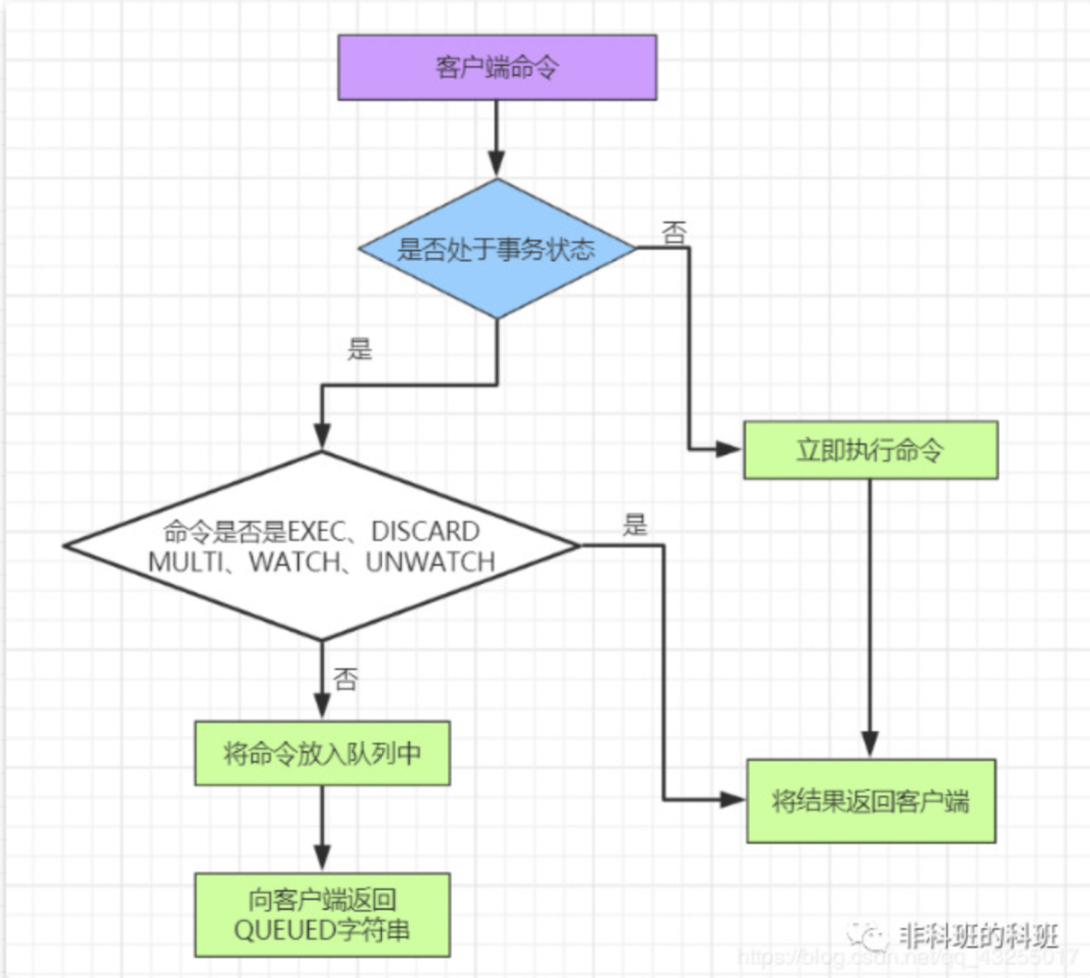 客户端命令
是否处于事务状态
否
是
立即执行命令
命令是否是EXEC、DISCARD
MULTI、WATCH、UNWATCH
是
否
将命令放入队列中
将结果返回客户端
向客户端返回
QUEUED字符串
非科班的科班
https://blog.csdn.net/qq_43255017